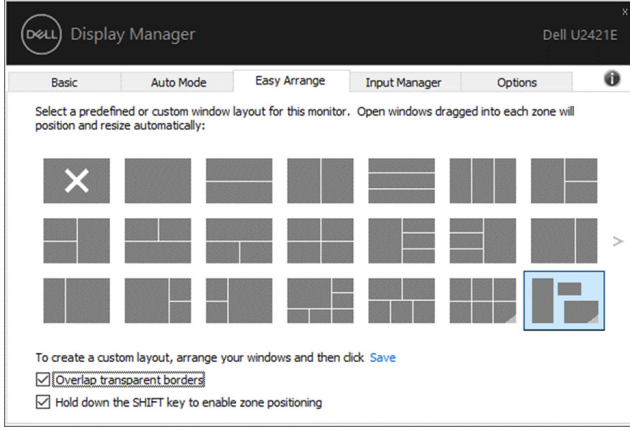 DELL Display Manager
x
Dell U2421E
Basic Auto Mode Easy Arrange Input Manager Options
Select a predefined or custom window layout for this monitor. Open windows dragged into each zone will
position and resize automatically:
>
To create a custom layout, arrange your windows and then click Save
Overlap transparent borders
Hold down the SHIFT key to enable zone positioning